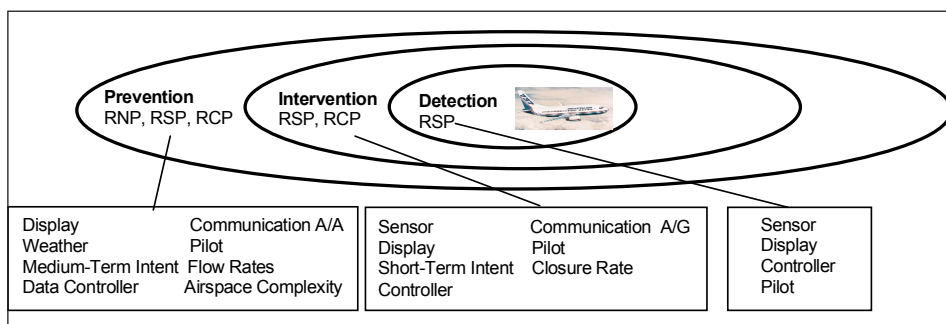 Prevention
RNP, RSP, RCP
Intervention
RSP, RCP
Detection
RSP
Display Communication A/A
Weather Pilot
Medium-Term Intent Flow Rates
Data Controller Airspace Complexity
Sensor Communication A/G
Display Pilot
Short-Term Intent Closure Rate
Controller
Sensor
Display
Controller
Pilot